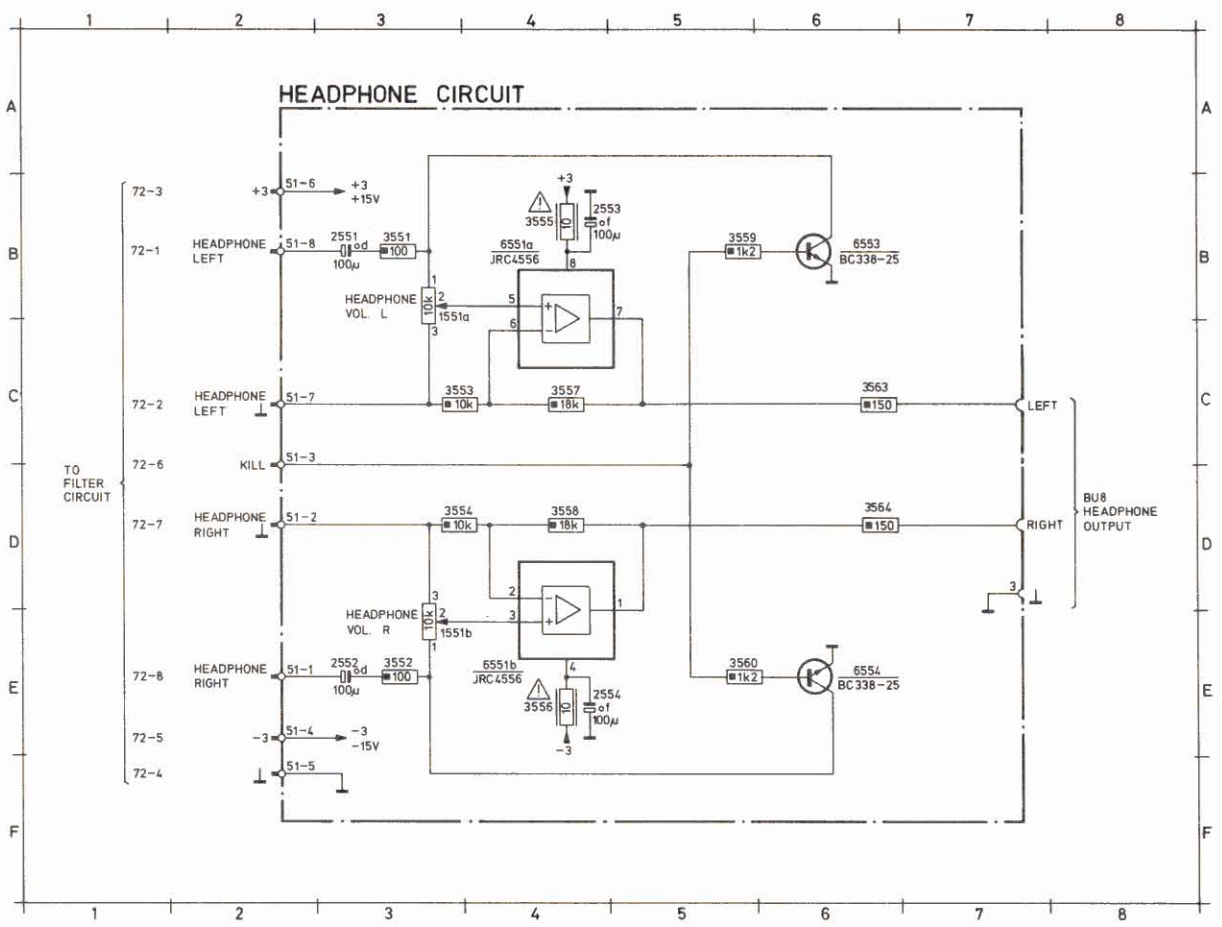 1 2 3 4 5 6 7 8
HEADPHONE CIRCUIT
A A
72-3 +3 51-6 +3
+15V
+3
3555 10 2553
of
100µ
72-1 HEADPHONE
LEFT 51-8 2551 od
100µ 3551
100
6551a
JRC4556
8
3559
1k2
6553
BC338-25
B B
HEADPHONE
VOL. L
10k 1 2 3
1551a
5 +
6 -
7
C C
72-2 HEADPHONE
LEFT 51-7
3553
10k
3557
18k
3563
150
LEFT
72-6 KILL 51-3
TO
FILTER
CIRCUIT
72-7 HEADPHONE
RIGHT 51-2
3554
10k
3558
18k
3564
150
RIGHT
BU8
HEADPHONE
OUTPUT
D D
3
HEADPHONE
VOL. R
10k 3 2 1
1551b
2 -
3 +
1
72-8 HEADPHONE
RIGHT 51-1 2552 od
100µ 3552
100
6551b
JRC4556
4
3560
1k2
6554
BC338-25
E E
3556 10 2554
of
100µ
-3
72-5 -3 51-4 -3
-15V
72-4 51-5
F F
1 2 3 4 5 6 7 8